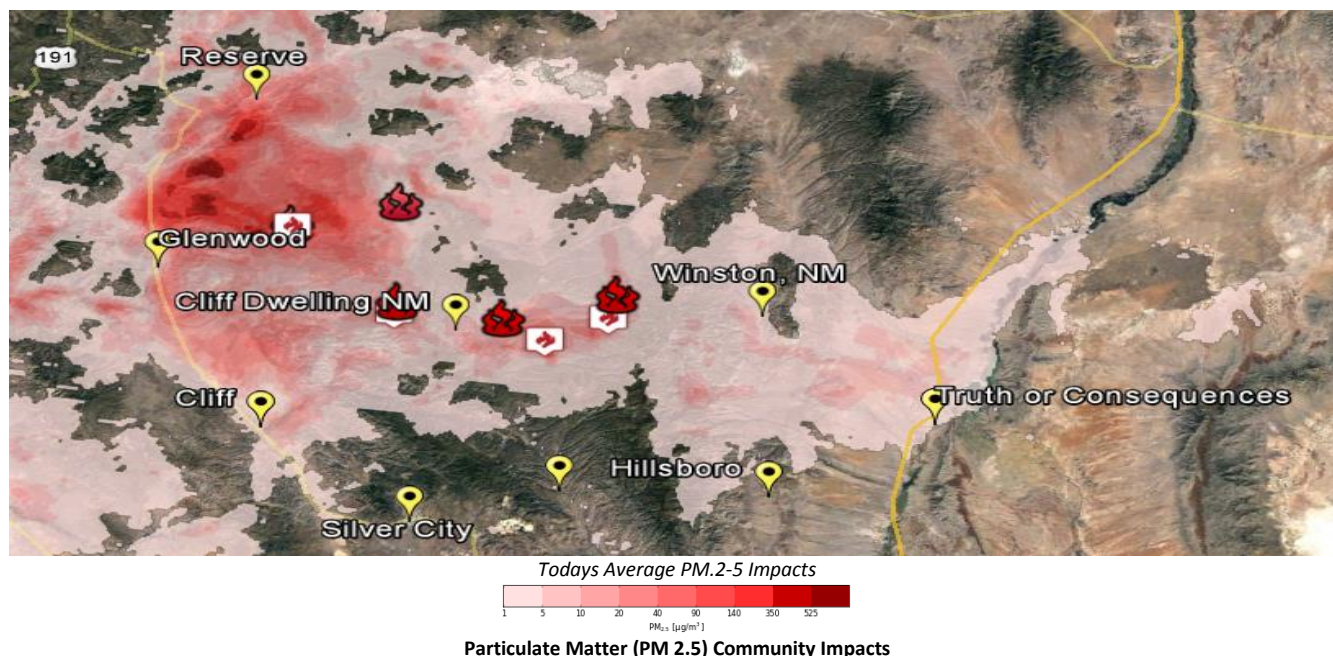 191
Reserve
Glenwood
Winston, NM
Cliff Dwelling NM
Cliff
Truth or Consequences
Hillsboro
Silver City
Todays Average PM.2-5 Impacts
1 5 10 20 40 90 140 350 525
PM2.5 [µg/m³]
Particulate Matter (PM 2.5) Community Impacts